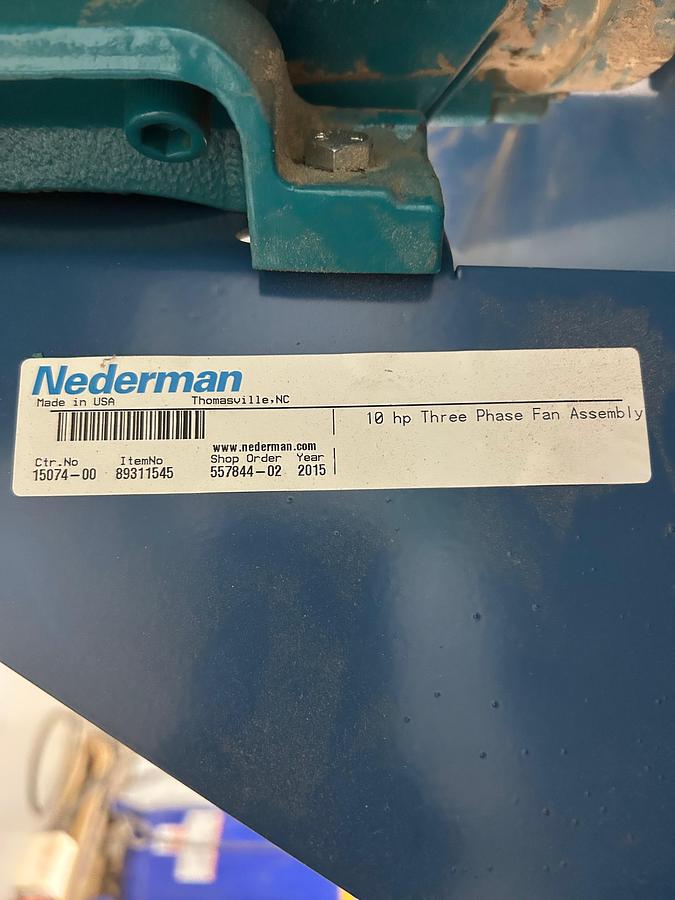 Nederman
Made in USA Thomasville,NC
10 hp Three Phase Fan Assembly
www.nederman.com
Ctr.No ItemNo Shop Order Year
15074-00 89311545 557844-02 2015